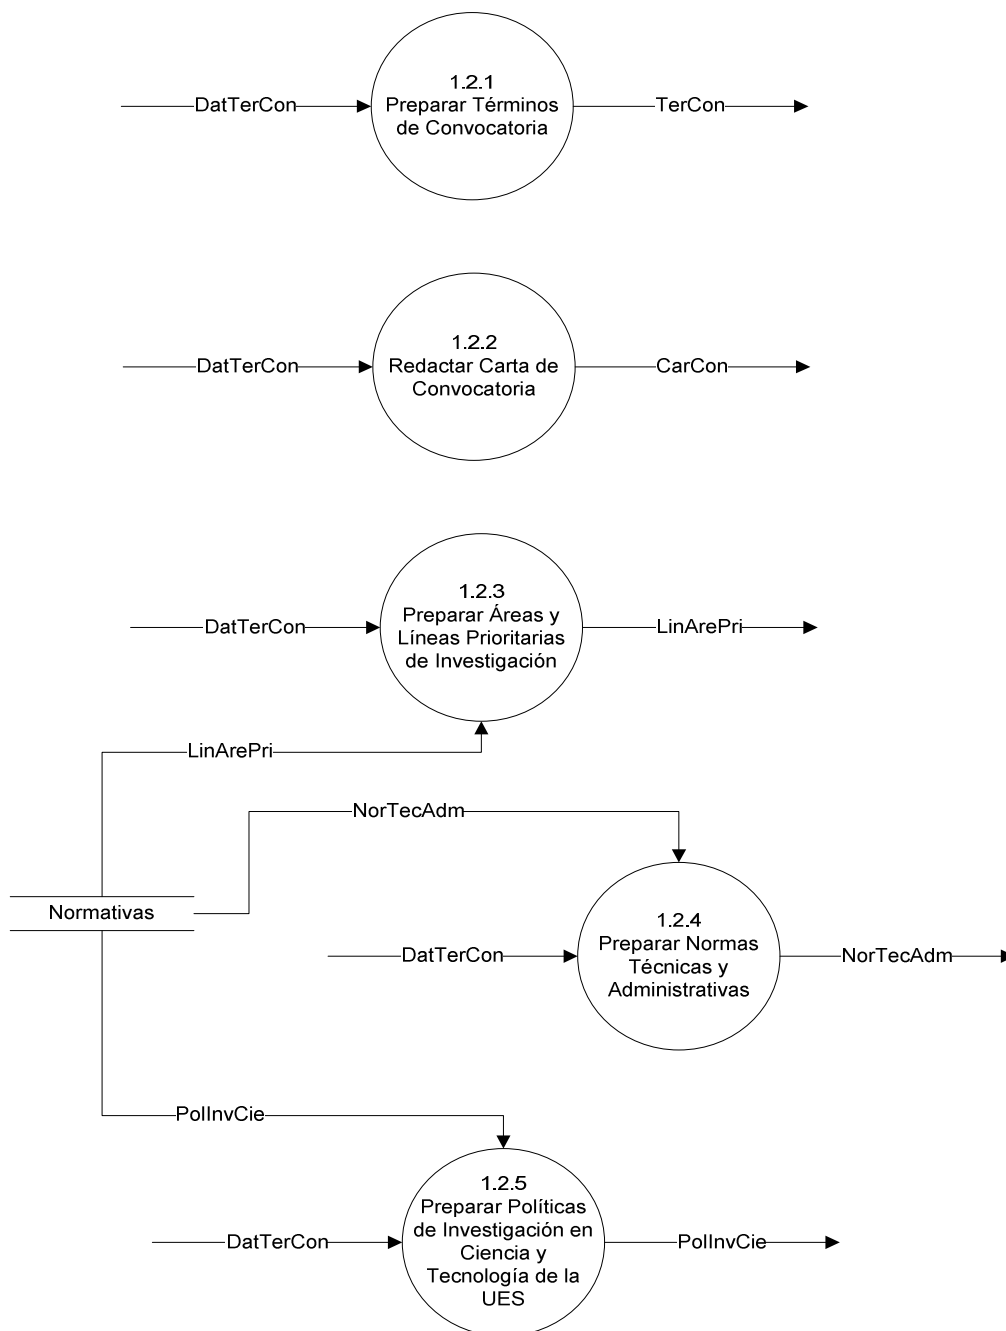 1.2.1
DatTerCon
Preparar Términos
de Convocatoria
TerCon
1.2.2
DatTerCon
Redactar Carta de
Convocatoria
CarCon
1.2.3
DatTerCon
Preparar Áreas y
Líneas Prioritarias
de Investigación
LinArePri
LinArePri
NorTecAdm
Normativas
1.2.4
DatTerCon
Preparar Normas
Técnicas y
Administrativas
NorTecAdm
PolInvCie
1.2.5
DatTerCon
Preparar Políticas
de Investigación en
Ciencia y
Tecnología de la
UES
PolInvCie